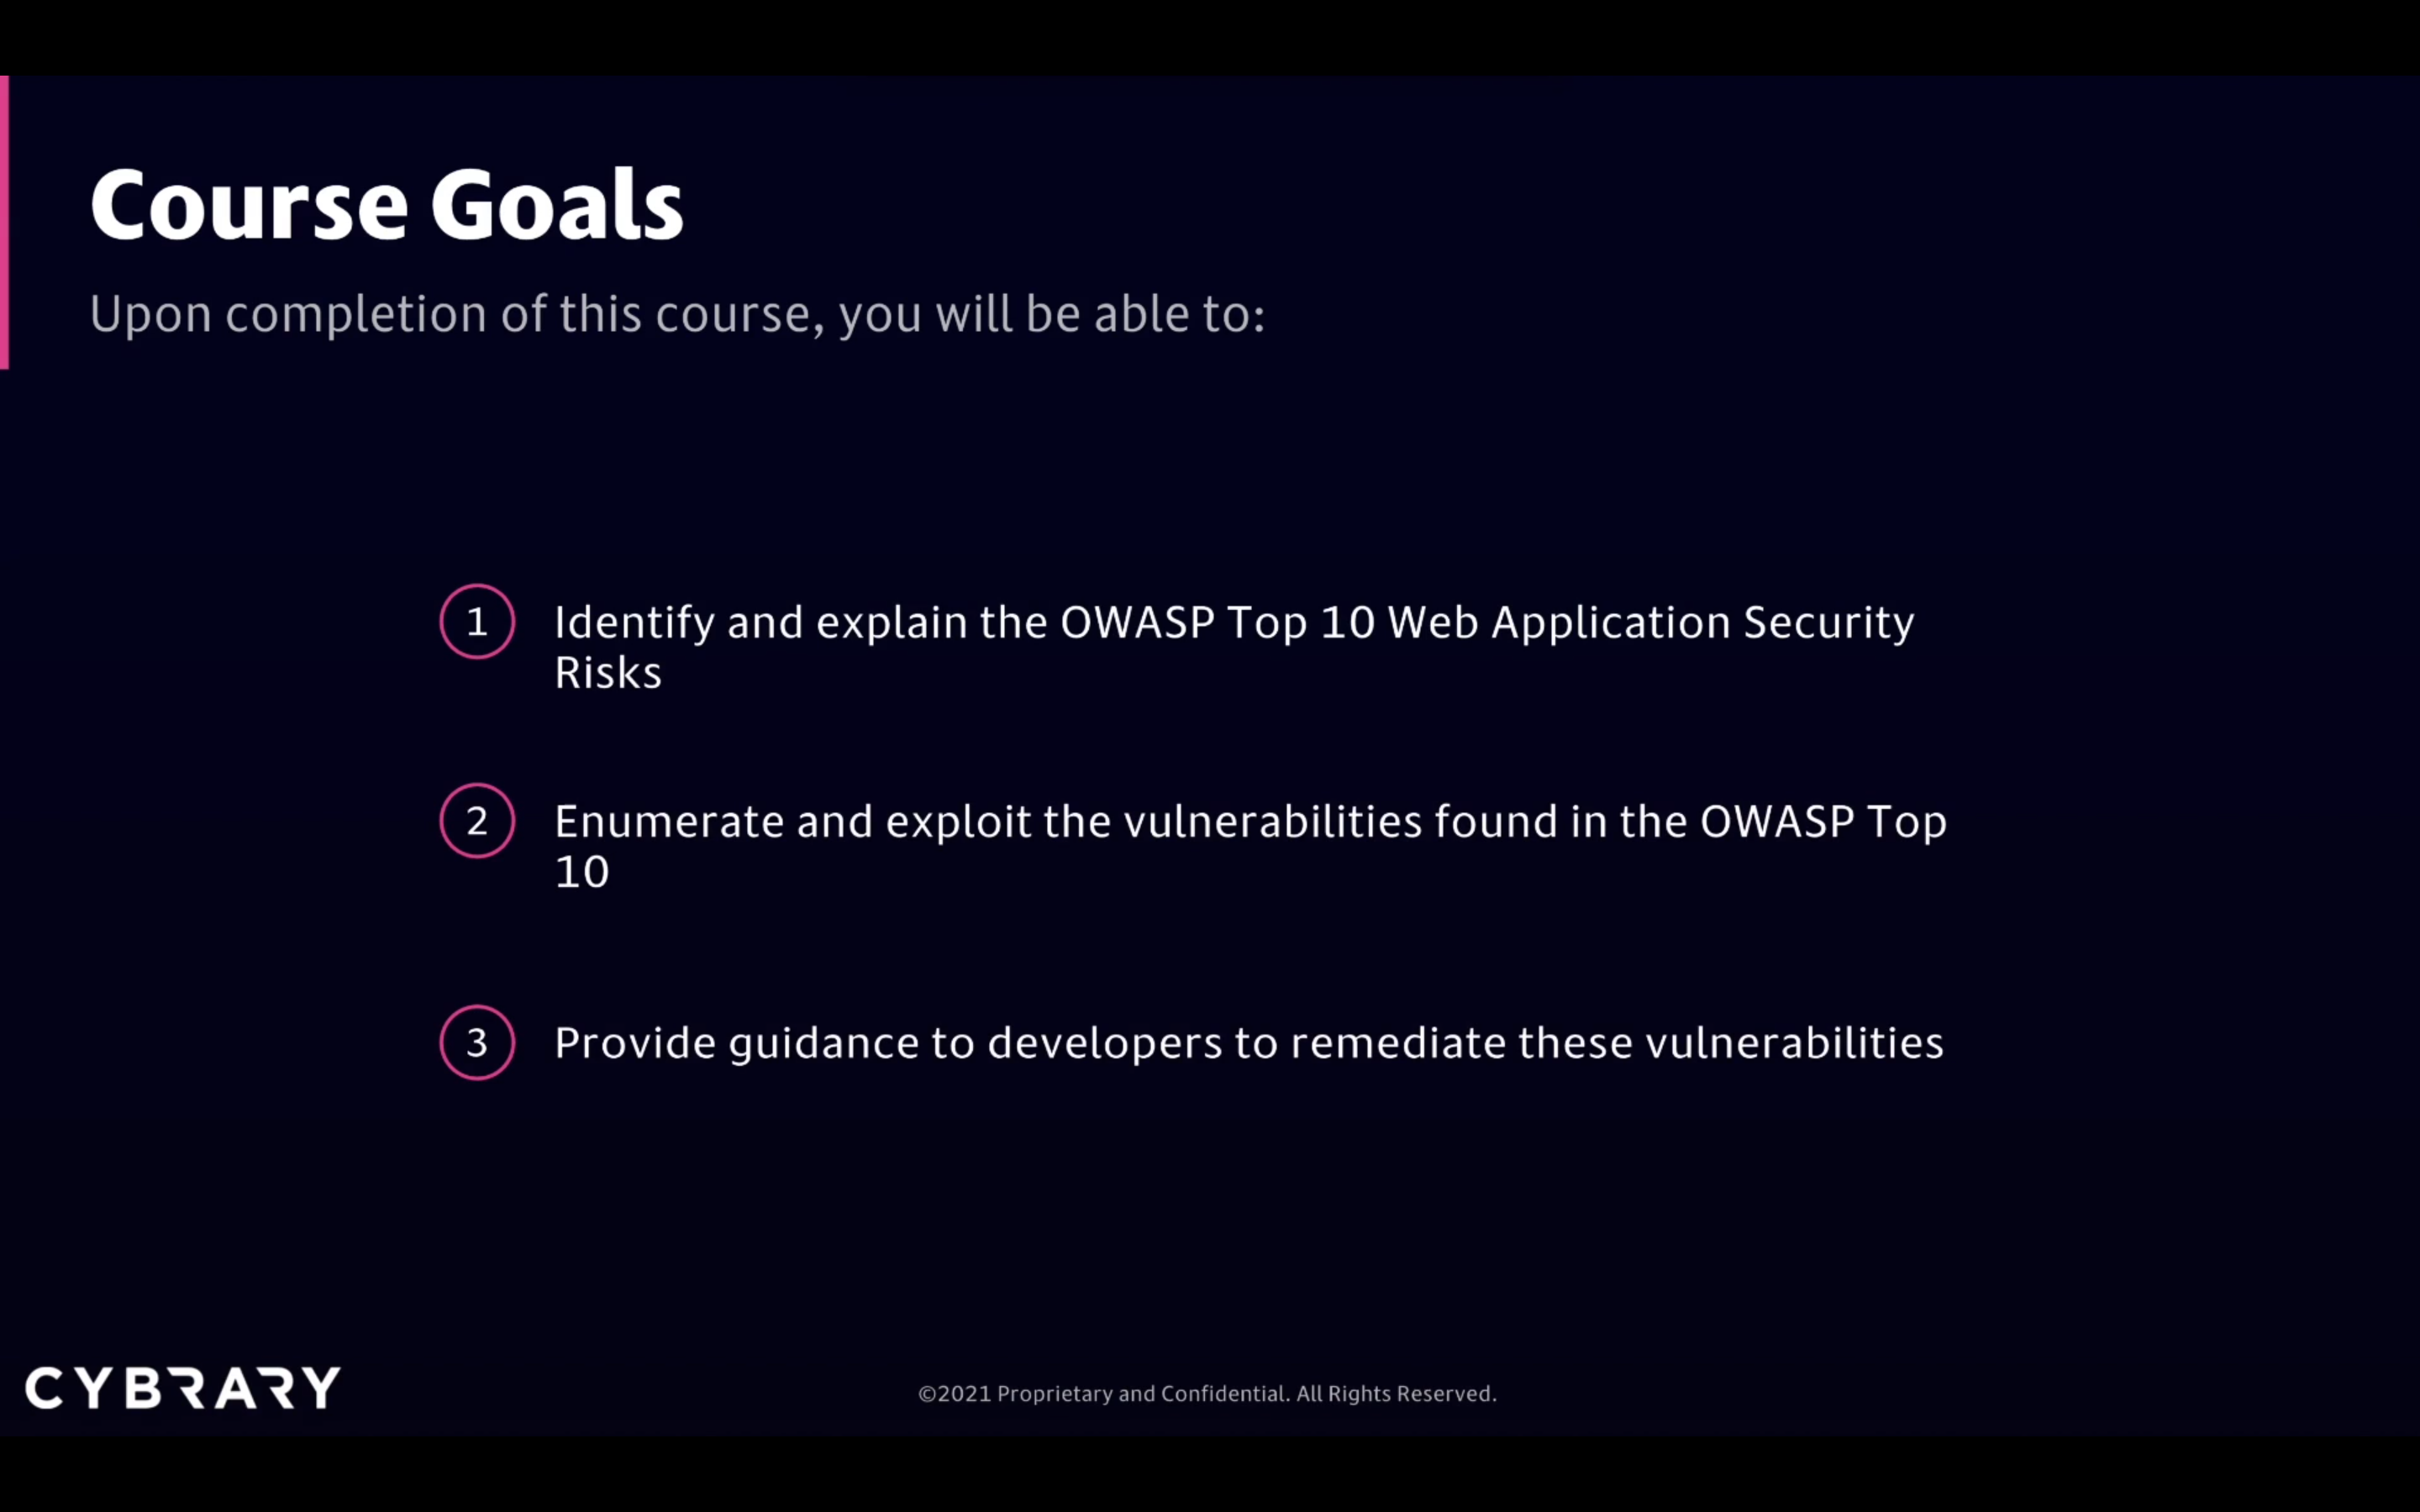 Course Goals
Upon completion of this course, you will be able to:
1 Identify and explain the OWASP Top 10 Web Application Security
Risks
2 Enumerate and exploit the vulnerabilities found in the OWASP Top
10
3 Provide guidance to developers to remediate these vulnerabilities
CYBRARY
©2021 Proprietary and Confidential. All Rights Reserved.